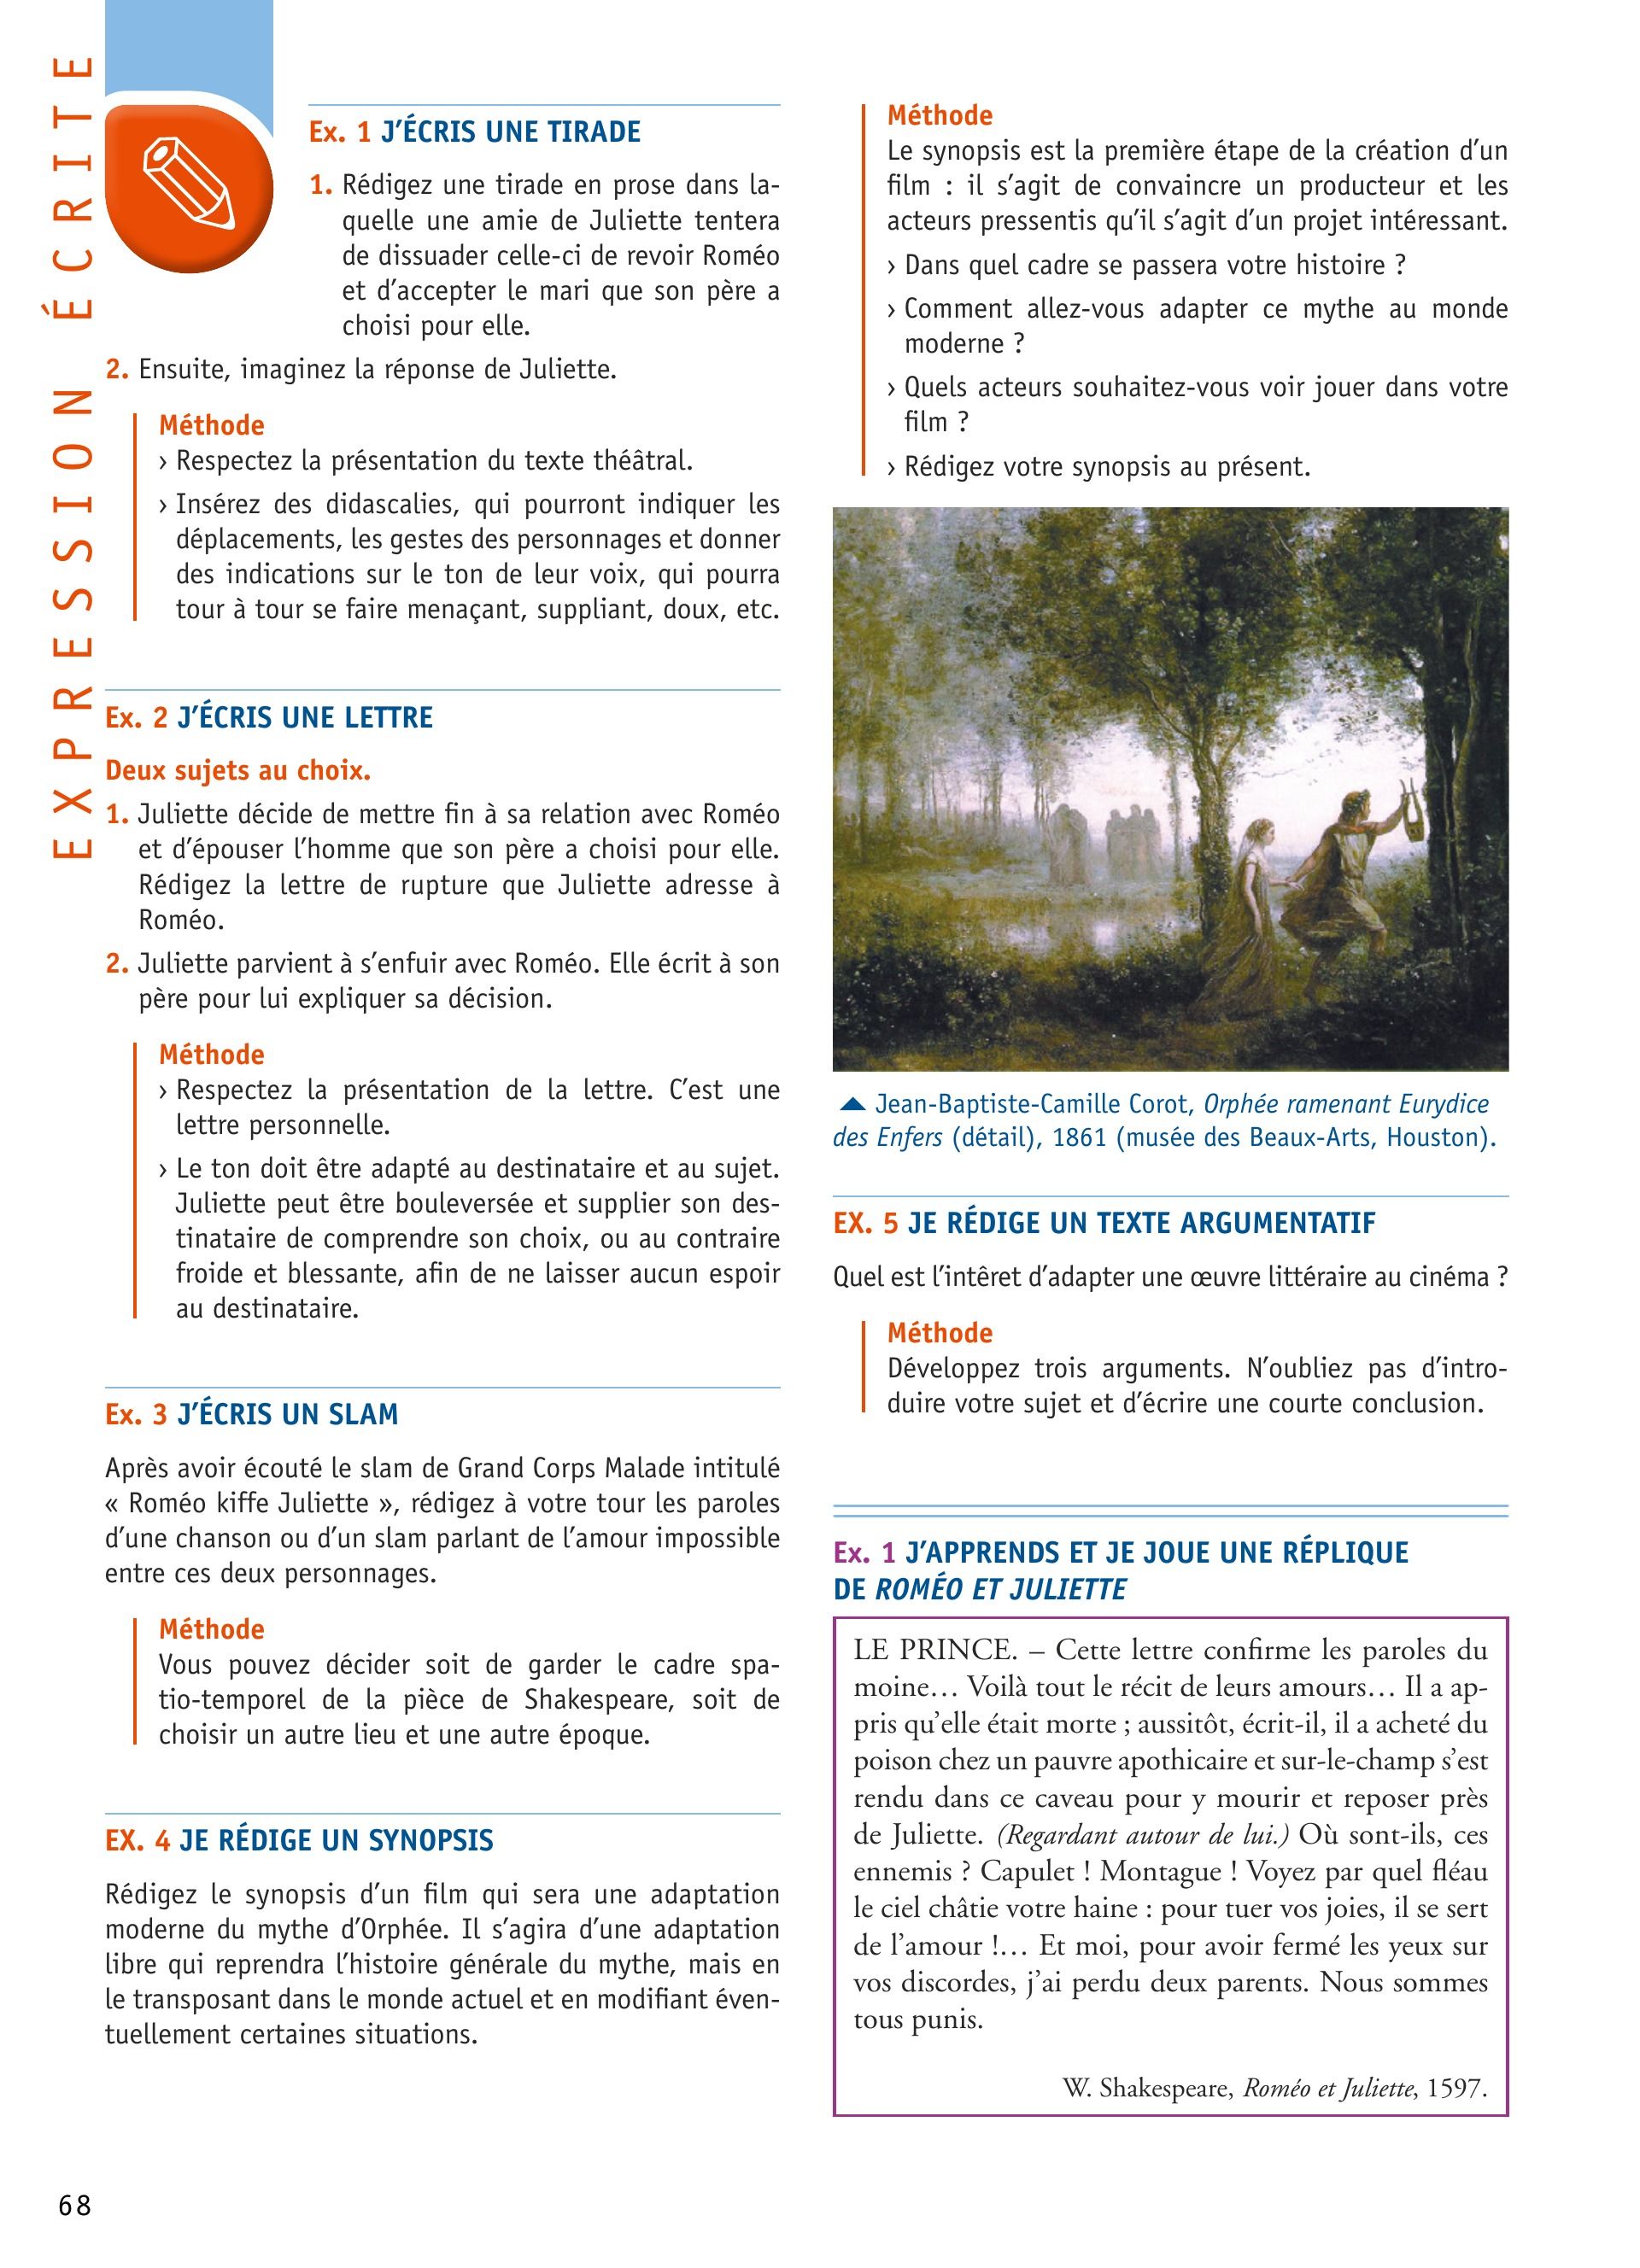 EXPRESSION ÉCRITE
Ex. 1 J'ÉCRIS UNE TIRADE
1. Rédigez une tirade en prose dans la-
quelle une amie de Juliette tentera
de dissuader celle-ci de revoir Roméo
et d'accepter le mari que son père a
choisi pour elle.
2. Ensuite, imaginez la réponse de Juliette.
Méthode
› Respectez la présentation du texte théâtral.
› Insérez des didascalies, qui pourront indiquer les
déplacements, les gestes des personnages et donner
des indications sur le ton de leur voix, qui pourra
tour à tour se faire menaçant, suppliant, doux, etc.
Ex. 2 J'ÉCRIS UNE LETTRE
Deux sujets au choix.
1. Juliette décide de mettre fin à sa relation avec Roméo
et d'épouser l'homme que son père a choisi pour elle.
Rédigez la lettre de rupture que Juliette adresse à
Roméo.
2. Juliette parvient à s'enfuir avec Roméo. Elle écrit à son
père pour lui expliquer sa décision.
Méthode
› Respectez la présentation de la lettre. C'est une
lettre personnelle.
› Le ton doit être adapté au destinataire et au sujet.
Juliette peut être bouleversée et supplier son des-
tinataire de comprendre son choix, ou au contraire
froide et blessante, afin de ne laisser aucun espoir
au destinataire.
Ex. 3 J'ÉCRIS UN SLAM
Après avoir écouté le slam de Grand Corps Malade intitulé
« Roméo kiffe Juliette », rédigez à votre tour les paroles
d'une chanson ou d'un slam parlant de l'amour impossible
entre ces deux personnages.
Méthode
Vous pouvez décider soit de garder le cadre spa-
tio-temporel de la pièce de Shakespeare, soit de
choisir un autre lieu et une autre époque.
EX. 4 JE RÉDIGE UN SYNOPSIS
Rédigez le synopsis d'un film qui sera une adaptation
moderne du mythe d'Orphée. Il s'agira d'une adaptation
libre qui reprendra l'histoire générale du mythe, mais en
le transposant dans le monde actuel et en modifiant éven-
tuellement certaines situations.
Méthode
Le synopsis est la première étape de la création d'un
film : il s'agit de convaincre un producteur et les
acteurs pressentis qu'il s'agit d'un projet intéressant.
› Dans quel cadre se passera votre histoire ?
› Comment allez-vous adapter ce mythe au monde
moderne ?
› Quels acteurs souhaitez-vous voir jouer dans votre
film ?
› Rédigez votre synopsis au présent.
Jean-Baptiste-Camille Corot, Orphée ramenant Eurydice
des Enfers (détail), 1861 (musée des Beaux-Arts, Houston).
EX. 5 JE RÉDIGE UN TEXTE ARGUMENTATIF
Quel est l'intêret d'adapter une œuvre littéraire au cinéma ?
Méthode
Développez trois arguments. N'oubliez pas d'intro-
duire votre sujet et d'écrire une courte conclusion.
Ex. 1 J'APPRENDS ET JE JOUE UNE RÉPLIQUE
DE ROMÉO ET JULIETTE
LE PRINCE. – Cette lettre confirme les paroles du
moine… Voilà tout le récit de leurs amours… Il a ap-
pris qu'elle était morte ; aussitôt, écrit-il, il a acheté du
poison chez un pauvre apothicaire et sur-le-champ s'est
rendu dans ce caveau pour y mourir et reposer près
de Juliette. (Regardant autour de lui.) Où sont-ils, ces
ennemis ? Capulet ! Montague ! Voyez par quel fléau
le ciel châtie votre haine : pour tuer vos joies, il se sert
de l'amour !… Et moi, pour avoir fermé les yeux sur
vos discordes, j'ai perdu deux parents. Nous sommes
tous punis.
W. Shakespeare, Roméo et Juliette, 1597.
68